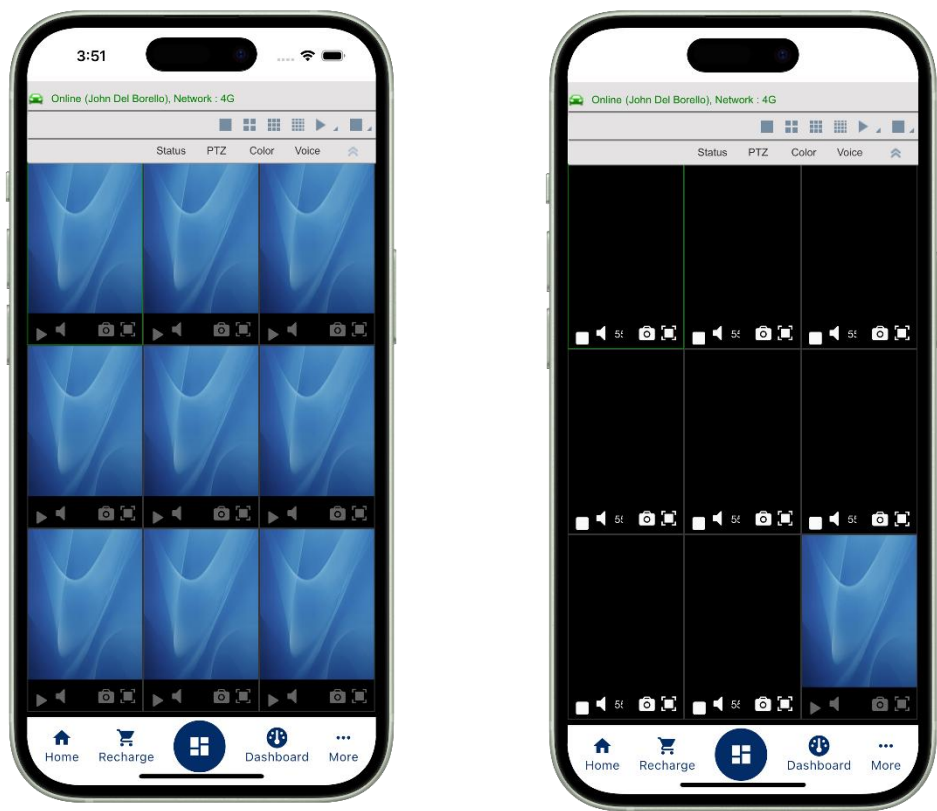 3:51
Online (John Del Borello), Network : 4G
Status PTZ Color Voice
Home Recharge Dashboard More
Online (John Del Borello), Network : 4G
Status PTZ Color Voice
Home Recharge Dashboard More